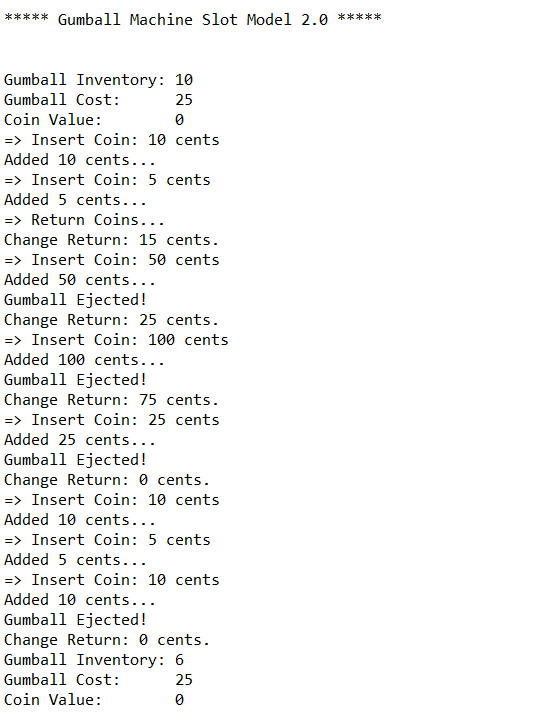 ***** Gumball Machine Slot Model 2.0 *****
Gumball Inventory: 10
Gumball Cost:      25
Coin Value:        0
=> Insert Coin: 10 cents
Added 10 cents...
=> Insert Coin: 5 cents
Added 5 cents...
=> Return Coins...
Change Return: 15 cents.
=> Insert Coin: 50 cents
Added 50 cents...
Gumball Ejected!
Change Return: 25 cents.
=> Insert Coin: 100 cents
Added 100 cents...
Gumball Ejected!
Change Return: 75 cents.
=> Insert Coin: 25 cents
Added 25 cents...
Gumball Ejected!
Change Return: 0 cents.
=> Insert Coin: 10 cents
Added 10 cents...
=> Insert Coin: 5 cents
Added 5 cents...
=> Insert Coin: 10 cents
Added 10 cents...
Gumball Ejected!
Change Return: 0 cents.
Gumball Inventory: 6
Gumball Cost:      25
Coin Value:        0